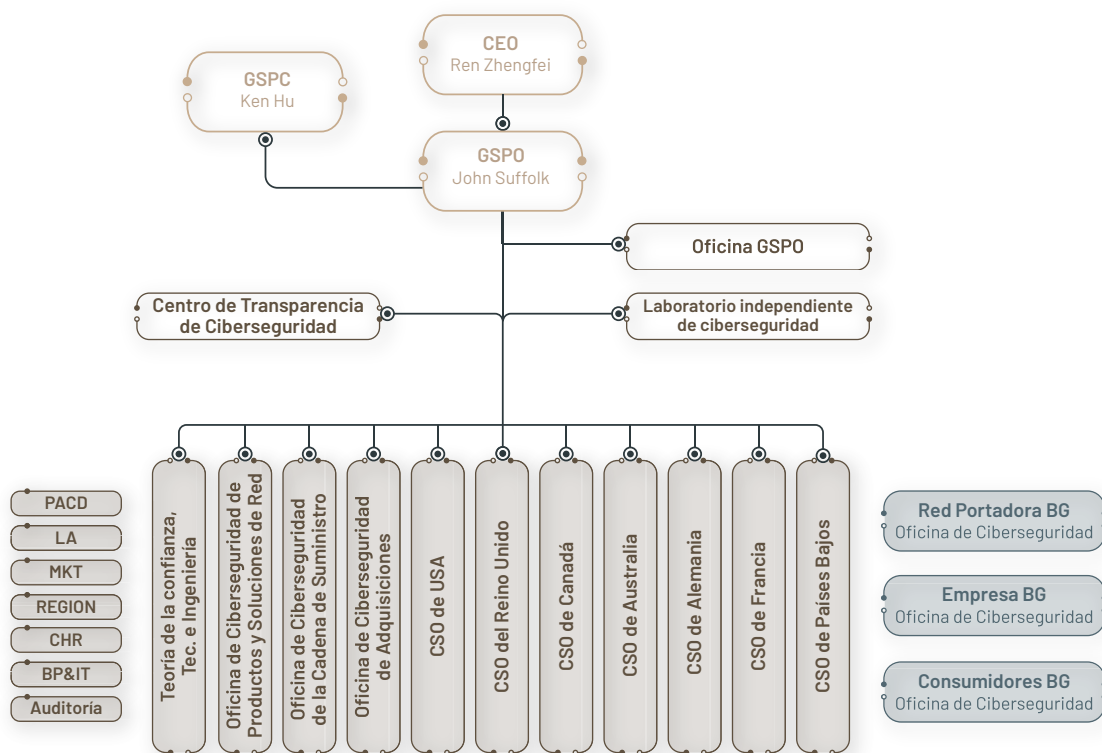 CEO
Ren Zhengfei
GSPC
Ken Hu
GSPO
John Suffolk
Oficina GSPO
Centro de Transparencia
de Ciberseguridad
Laboratorio independiente
de ciberseguridad
PACD
LA
MKT
REGION
CHR
BP&IT
Auditoría
Teoría de la confianza,
Tec. e Ingeniería
Oficina de Ciberseguridad de
Productos y Soluciones de Red
Oficina de Ciberseguridad
de la Cadena de Suministro
Oficina de Ciberseguridad
de Adquisiciones
CSO de USA
CSO del Reino Unido
CSO de Canadá
CSO de Australia
CSO de Alemania
CSO de Francia
CSO de Países Bajos
Red Portadora BG
Oficina de Ciberseguridad
Empresa BG
Oficina de Ciberseguridad
Consumidores BG
Oficina de Ciberseguridad